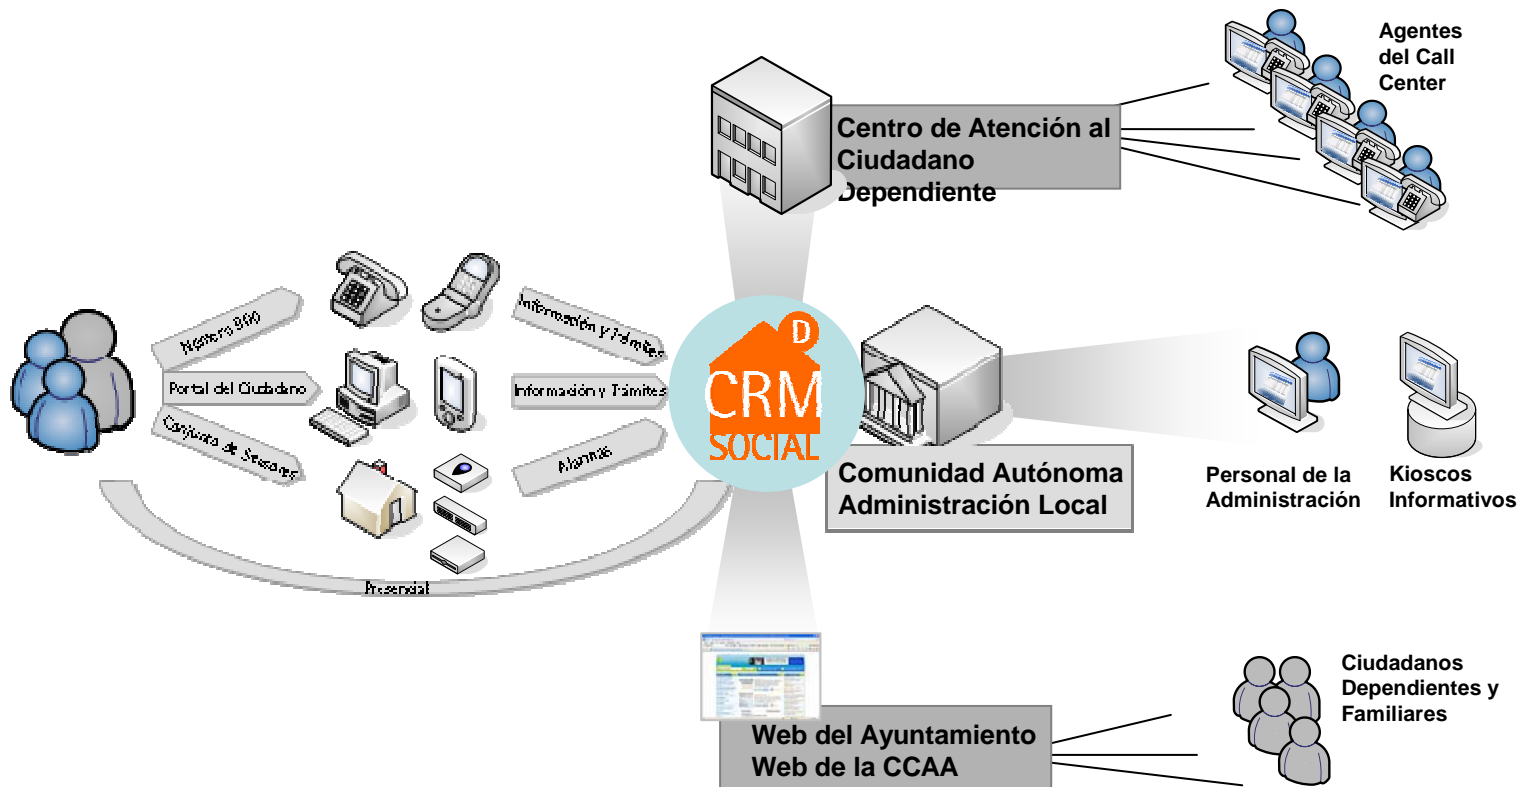 Agentes
del Call
Center
Centro de Atención al
Ciudadano
Dependiente
Número 900
Información y Trámites
Portal del Ciudadano
Información y Trámites
Conjunto de Sensores
Alarmas
Presencial
D
CRM
SOCIAL
Comunidad Autónoma
Administración Local
Personal de la
Administración
Kioscos
Informativos
Web del Ayuntamiento
Web de la CCAA
Ciudadanos
Dependientes y
Familiares